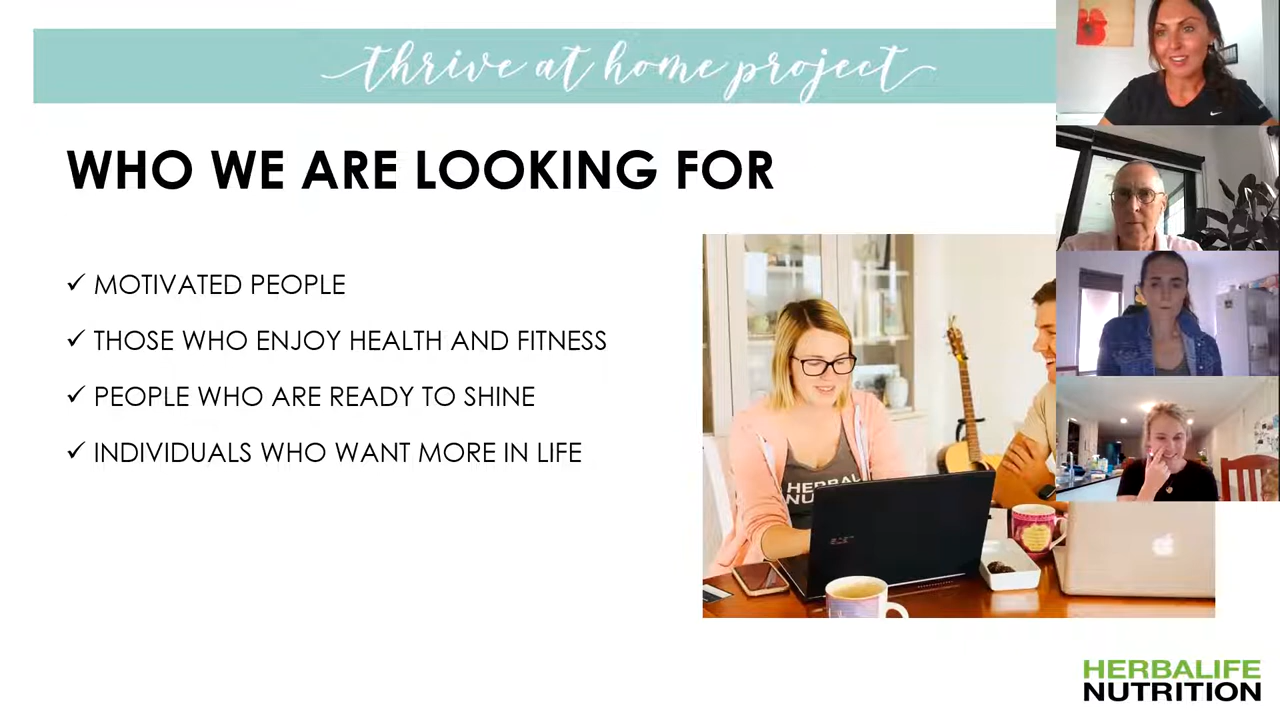 thrive at home project
WHO WE ARE LOOKING FOR
✓ MOTIVATED PEOPLE
✓ THOSE WHO ENJOY HEALTH AND FITNESS
✓ PEOPLE WHO ARE READY TO SHINE
✓ INDIVIDUALS WHO WANT MORE IN LIFE
HERBALIFE
NUTRITION